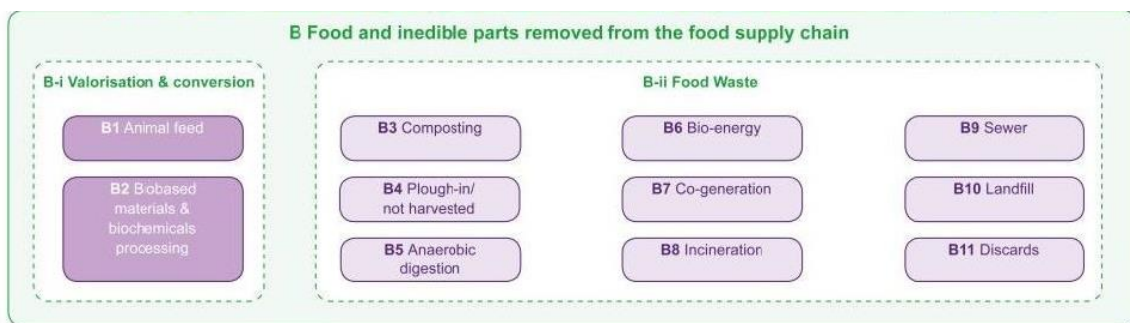 B Food and inedible parts removed from the food supply chain
B-i Valorisation & conversion
B1 Animal feed
B2 Biobased
materials &
biochemicals
processing
B-ii Food Waste
B3 Composting
B4 Plough-in/
not harvested
B5 Anaerobic
digestion
B6 Bio-energy
B7 Co-generation
B8 Incineration
B9 Sewer
B10 Landfill
B11 Discards